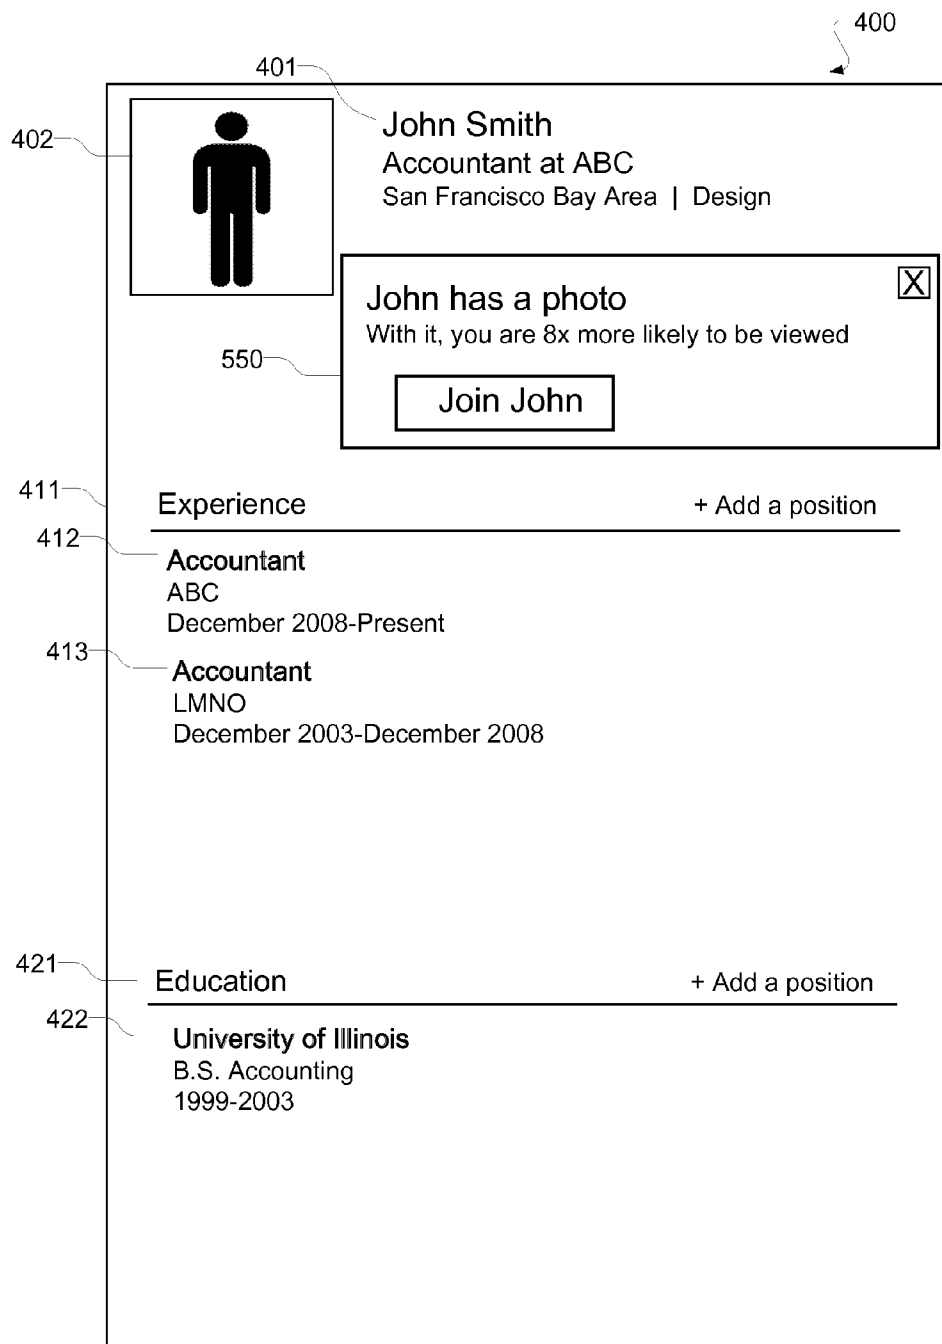 400
401
402
John Smith
Accountant at ABC
San Francisco Bay Area | Design
X
John has a photo
With it, you are 8x more likely to be viewed
550
Join John
411
Experience + Add a position
412
Accountant
ABC
December 2008-Present
413
Accountant
LMNO
December 2003-December 2008
421
Education + Add a position
422
University of Illinois
B.S. Accounting
1999-2003